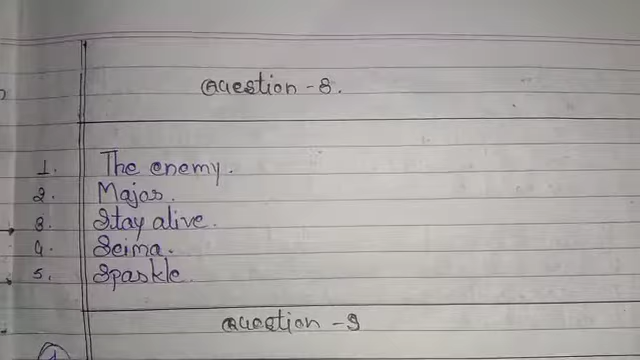 Question - 8.
1. The enemy.
2. Major.
3. Stay alive.
4. Seima.
5. Sparkle.
Question - 9